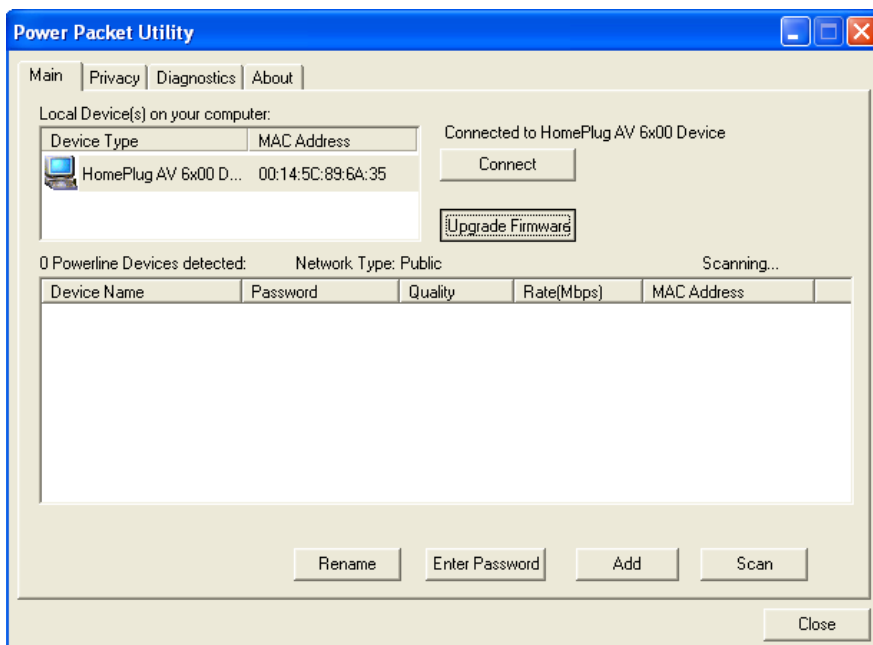 Power Packet Utility
Main Privacy Diagnostics About
Local Device(s) on your computer:
Device Type MAC Address
HomePlug AV 6x00 D... 00:14:5C:89:6A:35
Connected to HomePlug AV 6x00 Device
Connect
Upgrade Firmware
0 Powerline Devices detected: Network Type: Public Scanning...
Device Name Password Quality Rate(Mbps) MAC Address
Rename Enter Password Add Scan
Close